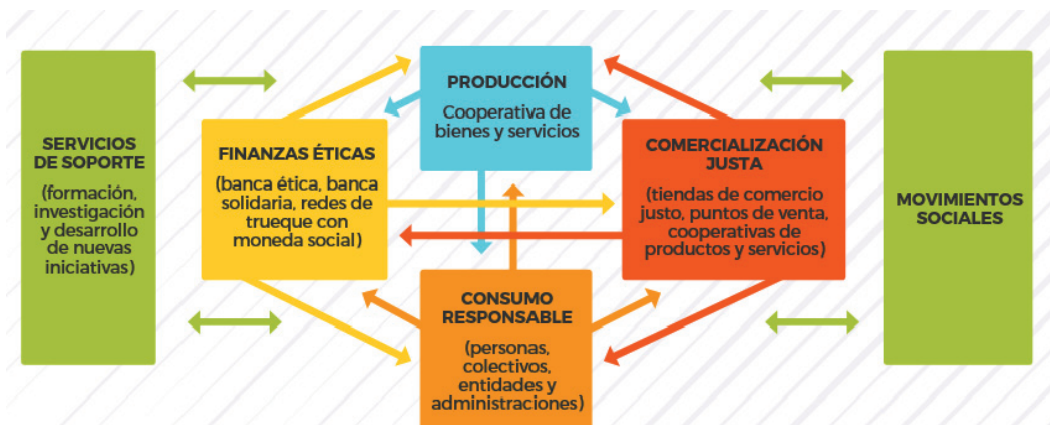 SERVICIOS
DE SOPORTE
(formación,
investigación
y desarrollo
de nuevas
iniciativas)
FINANZAS ÉTICAS
(banca ética, banca
solidaria, redes de
trueque con
moneda social)
PRODUCCIÓN
Cooperativa de
bienes y servicios
CONSUMO
RESPONSABLE
(personas,
colectivos,
entidades y
administraciones)
COMERCIALIZACIÓN
JUSTA
(tiendas de comercio
justo, puntos de venta,
cooperativas de
productos y servicios)
MOVIMIENTOS
SOCIALES